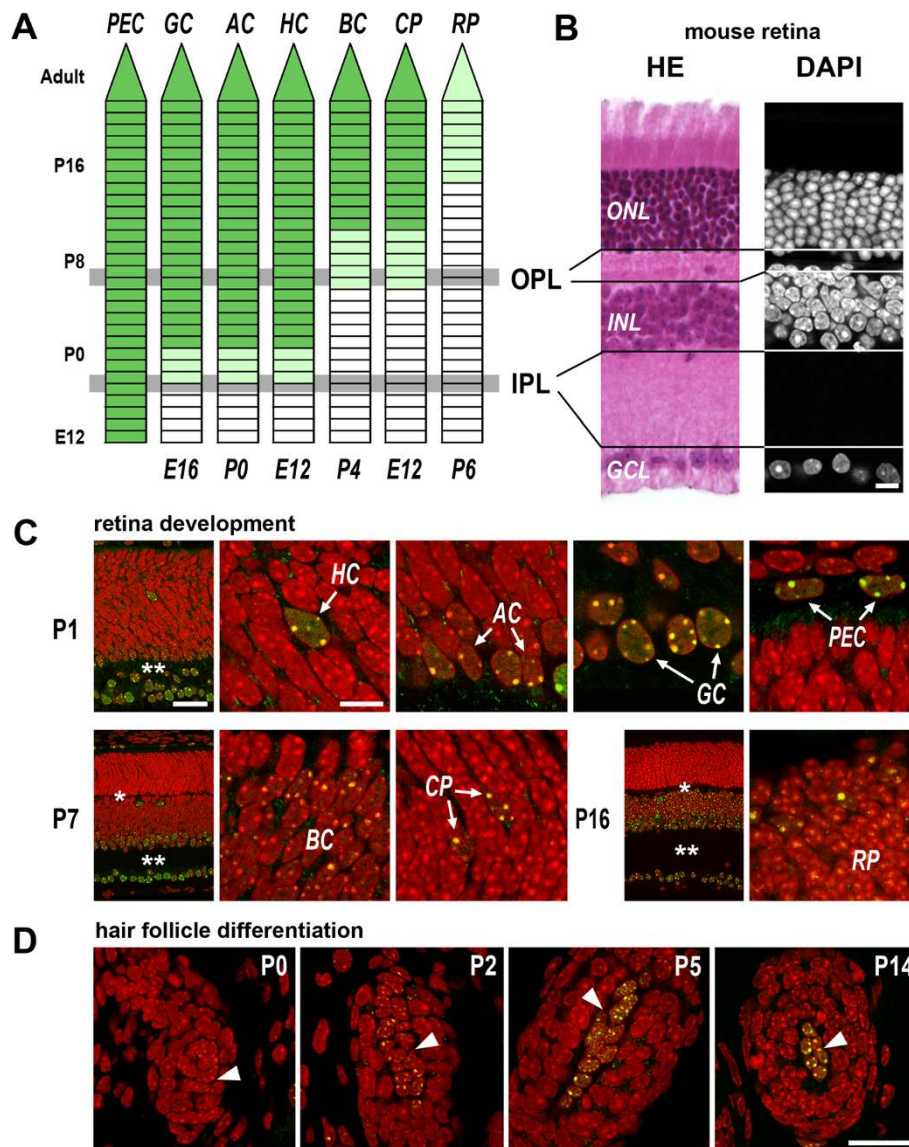 A
PEC GC AC HC BC CP RP
Adult
P16
P8
P0
E12
E16 P0 E12 P4 E12 P6
OPL
IPL
B
mouse retina
HE DAPI
ONL
INL
GCL
C
retina development
P1
**
HC
AC
GC
PEC
P7
*
**
BC
CP
P16
*
**
RP
D
hair follicle differentiation
P0
P2
P5
P14